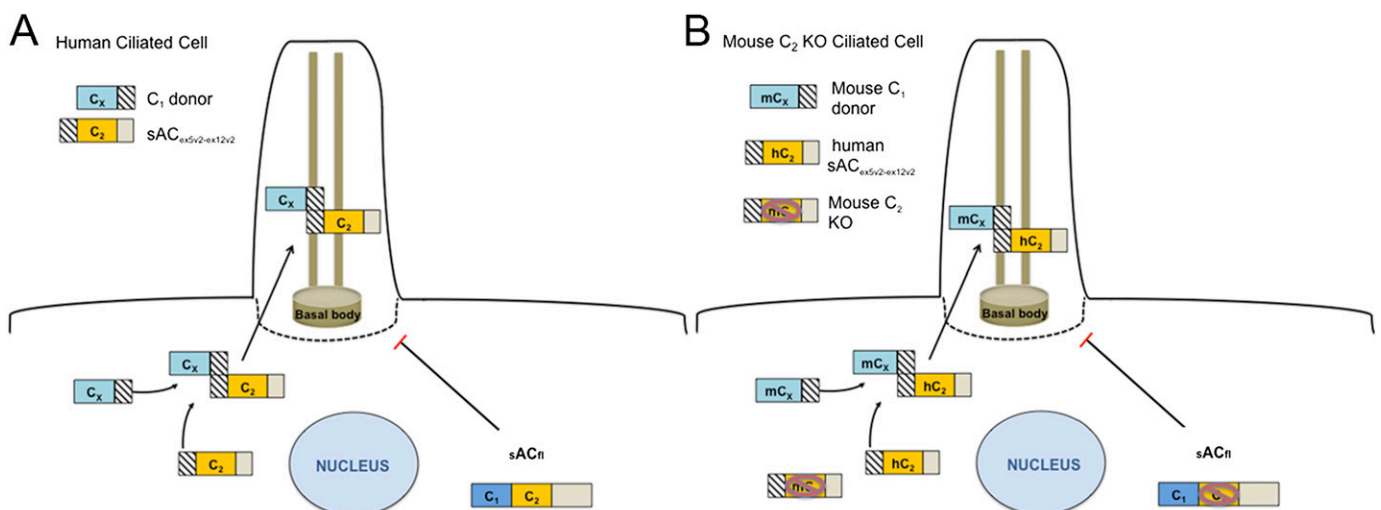 A
Human Ciliated Cell
Cx
C1 donor
C2
sACex5v2-ex12v2
Cx
C2
Basal body
Cx
C2
Cx
C2
NUCLEUS
sACfl
C1 C2
B
Mouse C2 KO Ciliated Cell
mCx
Mouse C1
donor
hC2
human
sACex5v2-ex12v2
Mouse C2
KO
mCx
hC2
Basal body
mCx
hC2
mCx
hC2
NUCLEUS
sACfl
C1